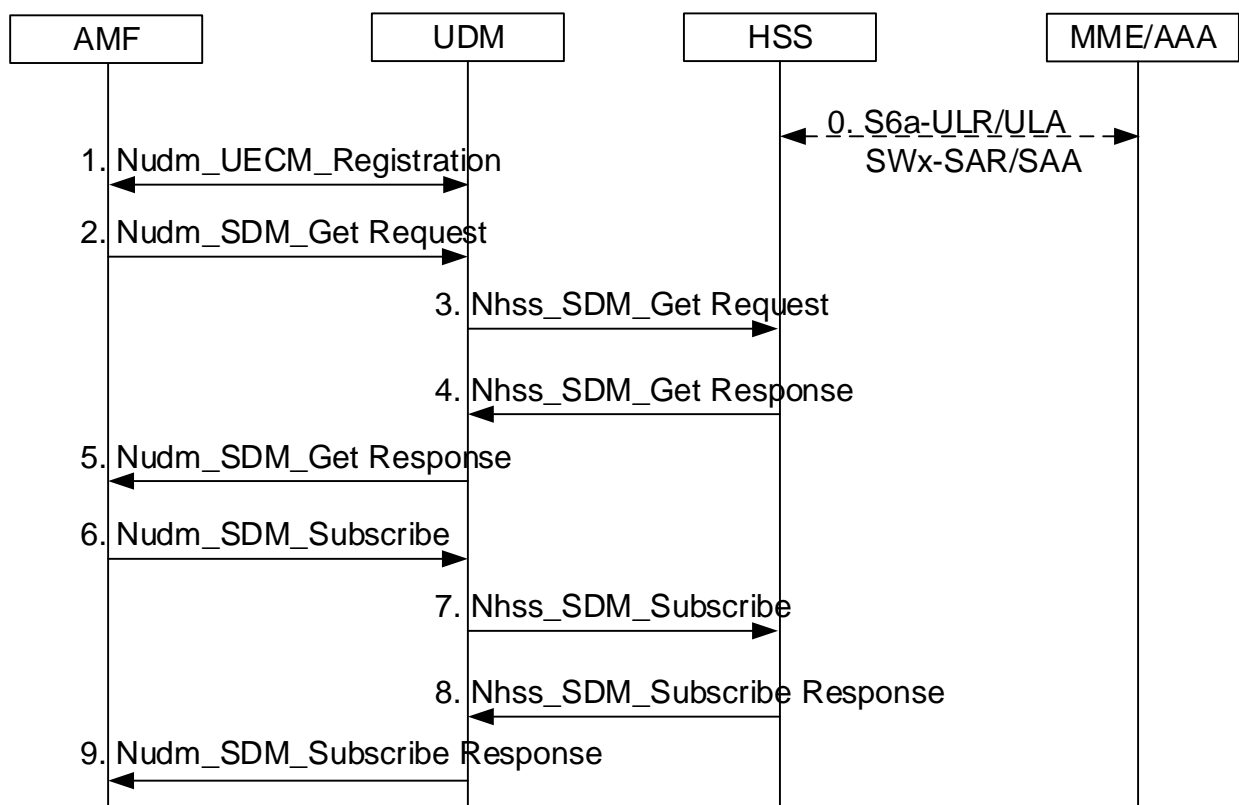 AMF
UDM
HSS
MME/AAA
0. S6a-ULR/ULA
SWx-SAR/SAA
1. Nudm_UECM_Registration
2. Nudm_SDM_Get Request
3. Nhss_SDM_Get Request
4. Nhss_SDM_Get Response
5. Nudm_SDM_Get Response
6. Nudm_SDM_Subscribe
7. Nhss_SDM_Subscribe
8. Nhss_SDM_Subscribe Response
9. Nudm_SDM_Subscribe Response